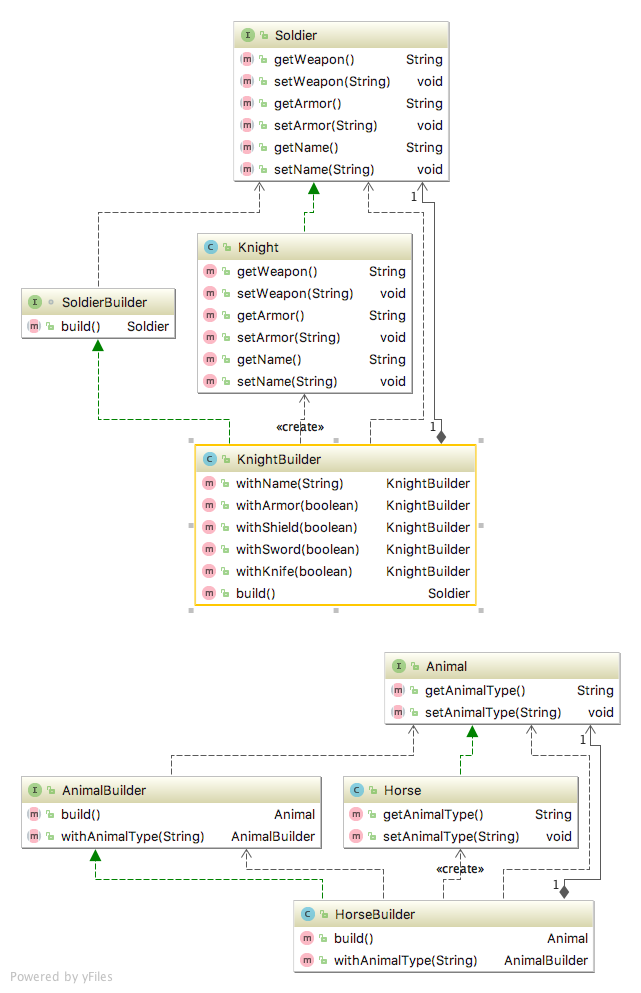 I Soldier
m getWeapon() String
m setWeapon(String) void
m getArmor() String
m setArmor(String) void
m getName() String
m setName(String) void
1
C Knight
m getWeapon() String
m setWeapon(String) void
m getArmor() String
m setArmor(String) void
m getName() String
m setName(String) void
I SoldierBuilder
m build() Soldier
«create»
1
C KnightBuilder
m withName(String) KnightBuilder
m withArmor(boolean) KnightBuilder
m withShield(boolean) KnightBuilder
m withSword(boolean) KnightBuilder
m withKnife(boolean) KnightBuilder
m build() Soldier
I Animal
m getAnimalType() String
m setAnimalType(String) void
1
I AnimalBuilder
m build() Animal
m withAnimalType(String) AnimalBuilder
C Horse
m getAnimalType() String
m setAnimalType(String) void
«create»
1
C HorseBuilder
m build() Animal
m withAnimalType(String) AnimalBuilder
Powered by yFiles